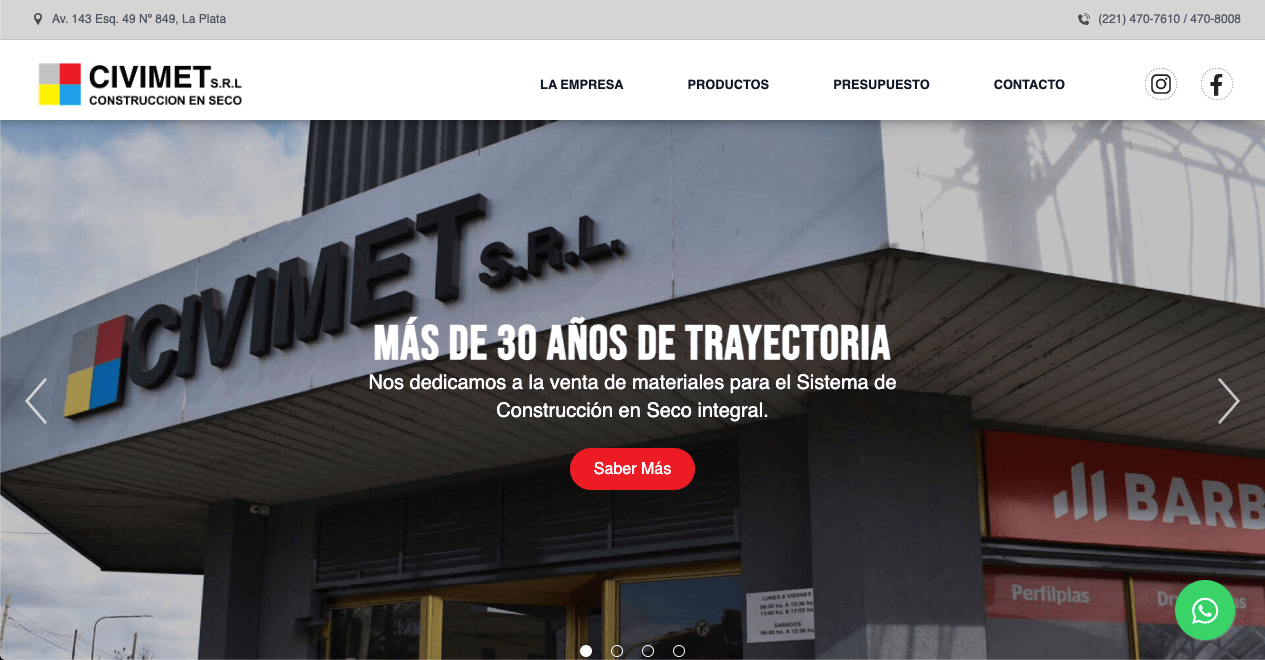 Av. 143 Esq. 49 Nº 849, La Plata
(221) 470-7610 / 470-8008
CIVIMET S.R.L
CONSTRUCCION EN SECO
LA EMPRESA
PRODUCTOS
PRESUPUESTO
CONTACTO
CIVIMET S.R.L.
MÁS DE 30 AÑOS DE TRAYECTORIA
Nos dedicamos a la venta de materiales para el Sistema de
Construcción en Seco integral.
Saber Más
BARB
Perfilplas
LUNES A VIERNES
SABADOS